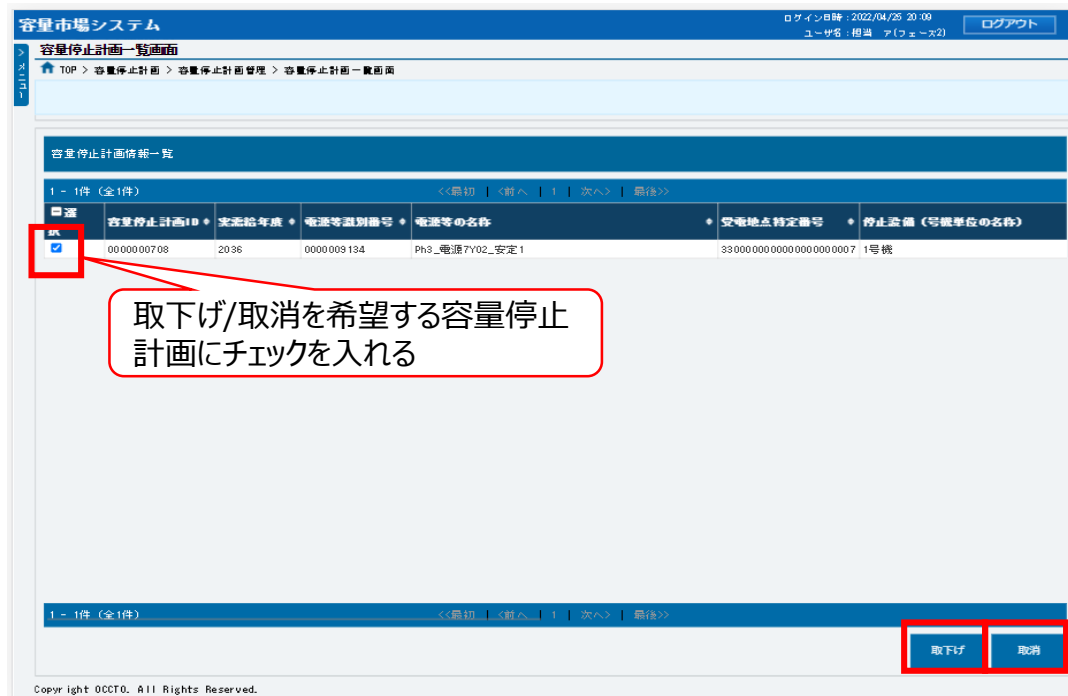 容量市場システム
ログイン日時:2022/04/25 20:09
ユーザ名:担当 ア(フェーズ2)
ログアウト
> メニュー
容量停止計画一覧画面
TOP > 容量停止計画 > 容量停止計画管理 > 容量停止計画一覧画面
容量停止計画情報一覧
1 - 1件 (全1件) <<最初 | <前へ | 1 | 次へ> | 最後>>
選択 容量停止計画ID 実需給年度 電源等識別番号 電源等の名称 受電地点特定番号 停止設備(号機単位の名称)
0000000708 2036 0000009134 Ph3_電源7Y02_安定1 3300000000000000000007 1号機
取下げ/取消を希望する容量停止
計画にチェックを入れる
1 - 1件 (全1件) <<最初 | <前へ | 1 | 次へ> | 最後>>
取下げ 取消
Copyright OCCTO. All Rights Reserved.